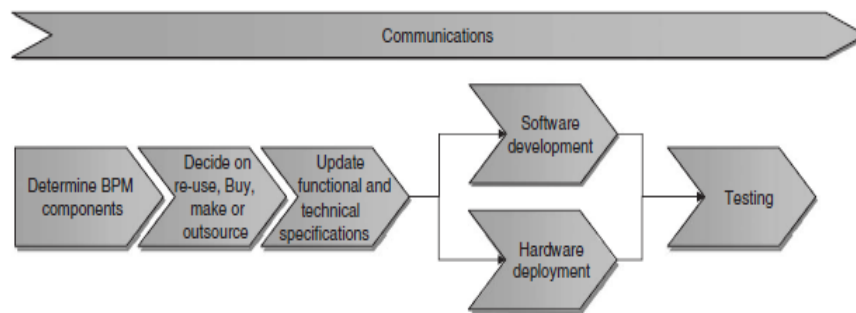 Communications
Determine BPM
components
Decide on
re-use, Buy,
make or
outsource
Update
functional and
technical
specifications
Software
development
Hardware
deployment
Testing